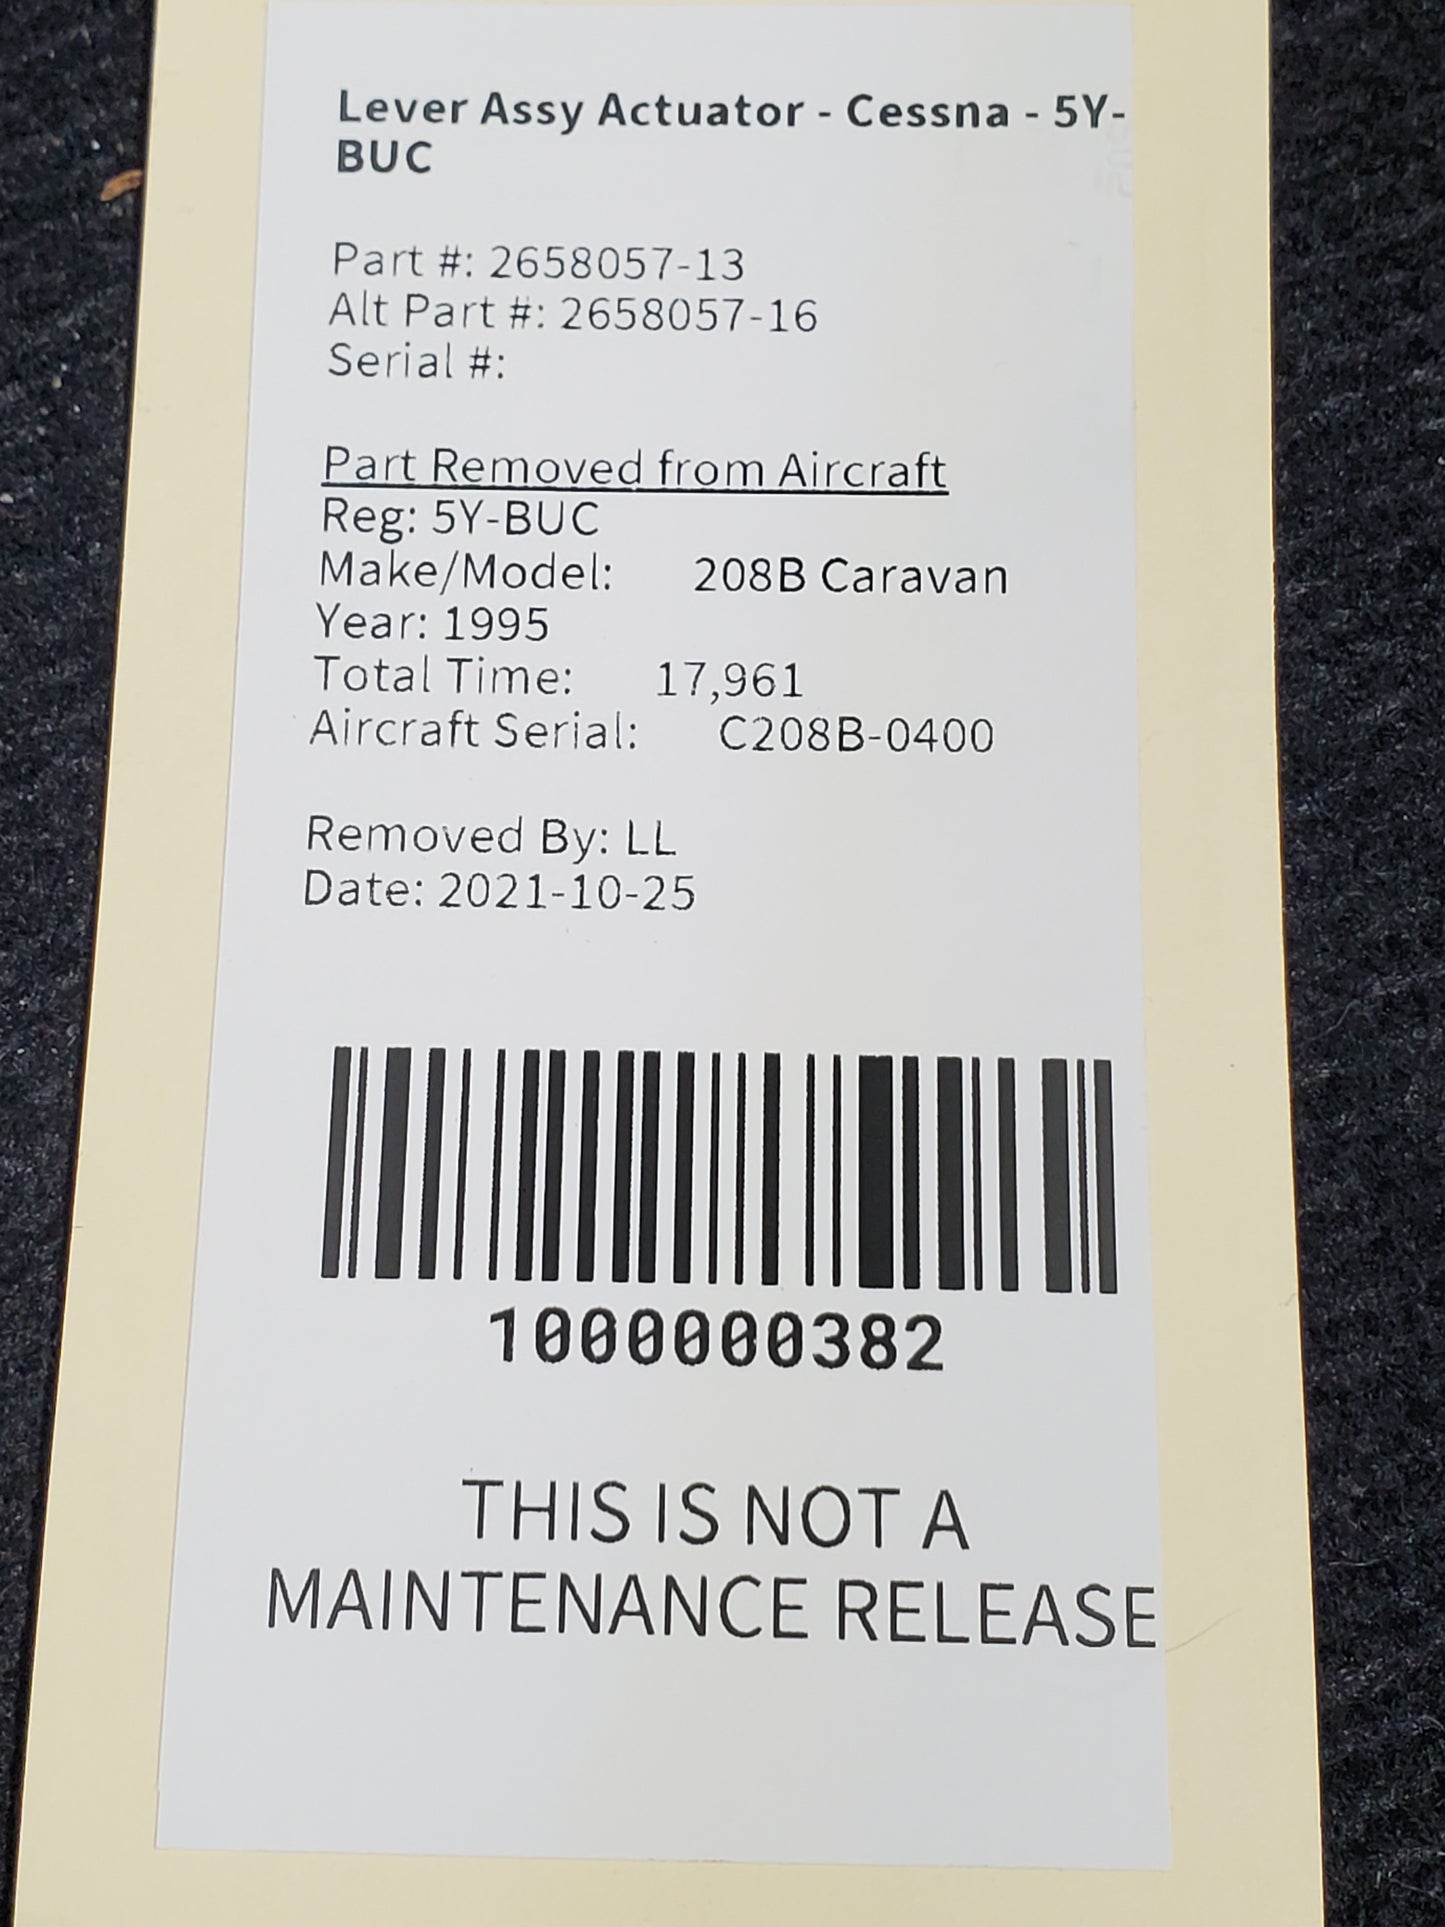 Lever Assy Actuator - Cessna - 5Y-
BUC
Part #: 2658057-13
Alt Part #: 2658057-16
Serial #:
Part Removed from Aircraft
Reg: 5Y-BUC
Make/Model: 208B Caravan
Year: 1995
Total Time: 17,961
Aircraft Serial: C208B-0400
Removed By: LL
Date: 2021-10-25
1000000382
THIS IS NOT A
MAINTENANCE RELEASE